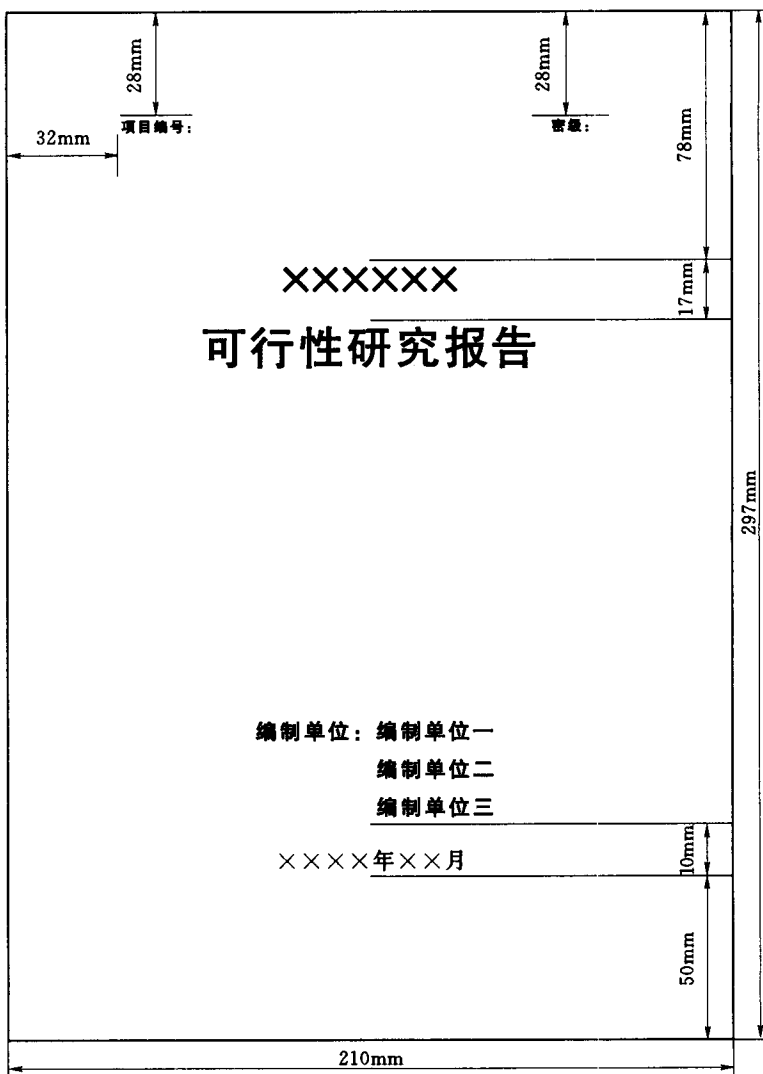 28mm
28mm
项目编号：
密级：
32mm
78mm
××××××
17mm
可行性研究报告
297mm
编制单位：编制单位一
编制单位二
编制单位三
××××年××月
10mm
50mm
210mm